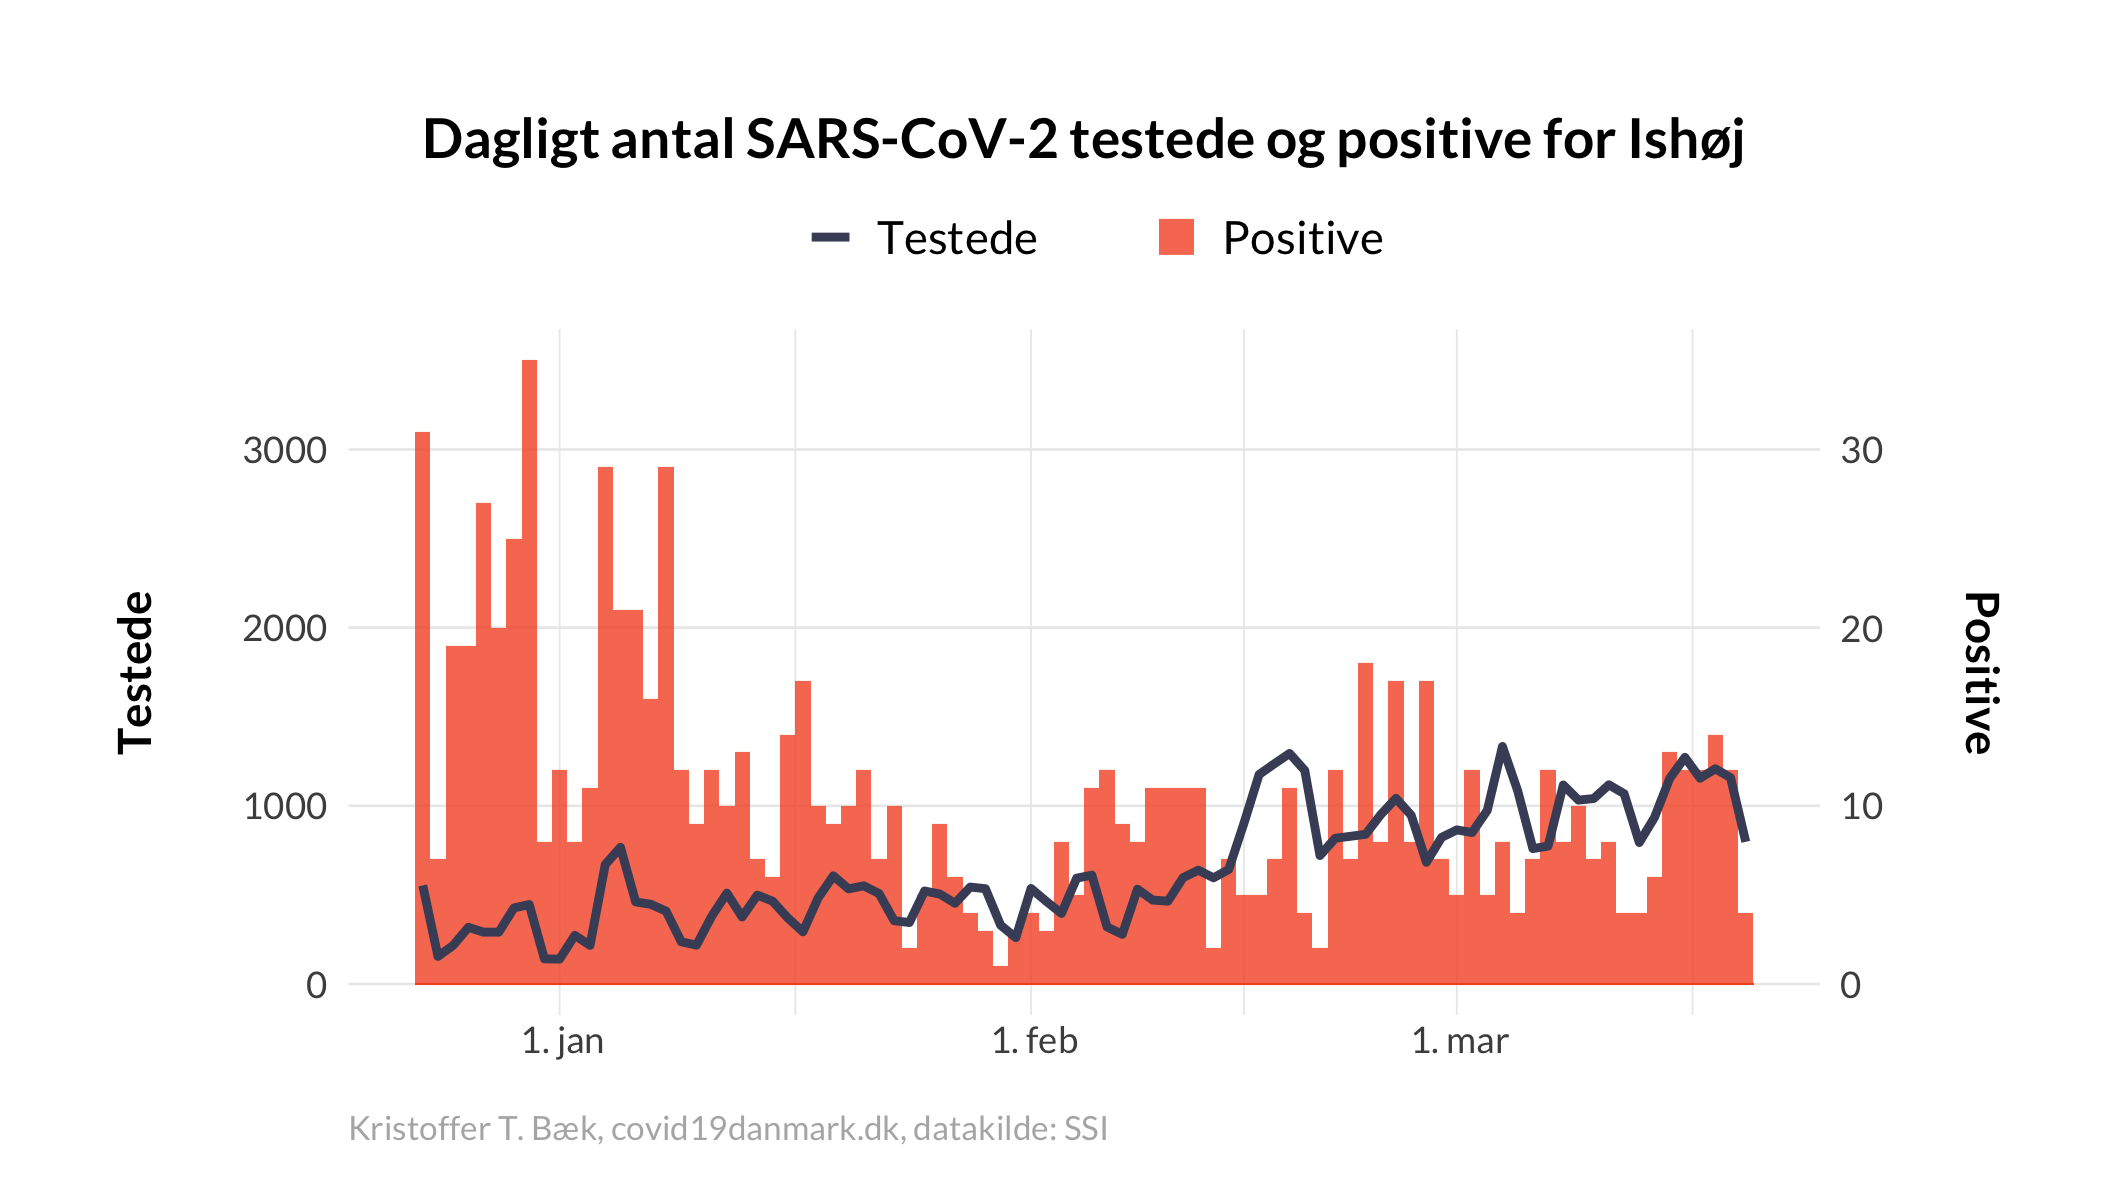 Dagligt antal SARS-CoV-2 testede og positive for Ishøj
Testede
Positive
3000
2000
1000
0
Testede
30
20
10
0
Positive
1. jan
1. feb
1. mar
Kristoffer T. Bæk, covid19danmark.dk, datakilde: SSI